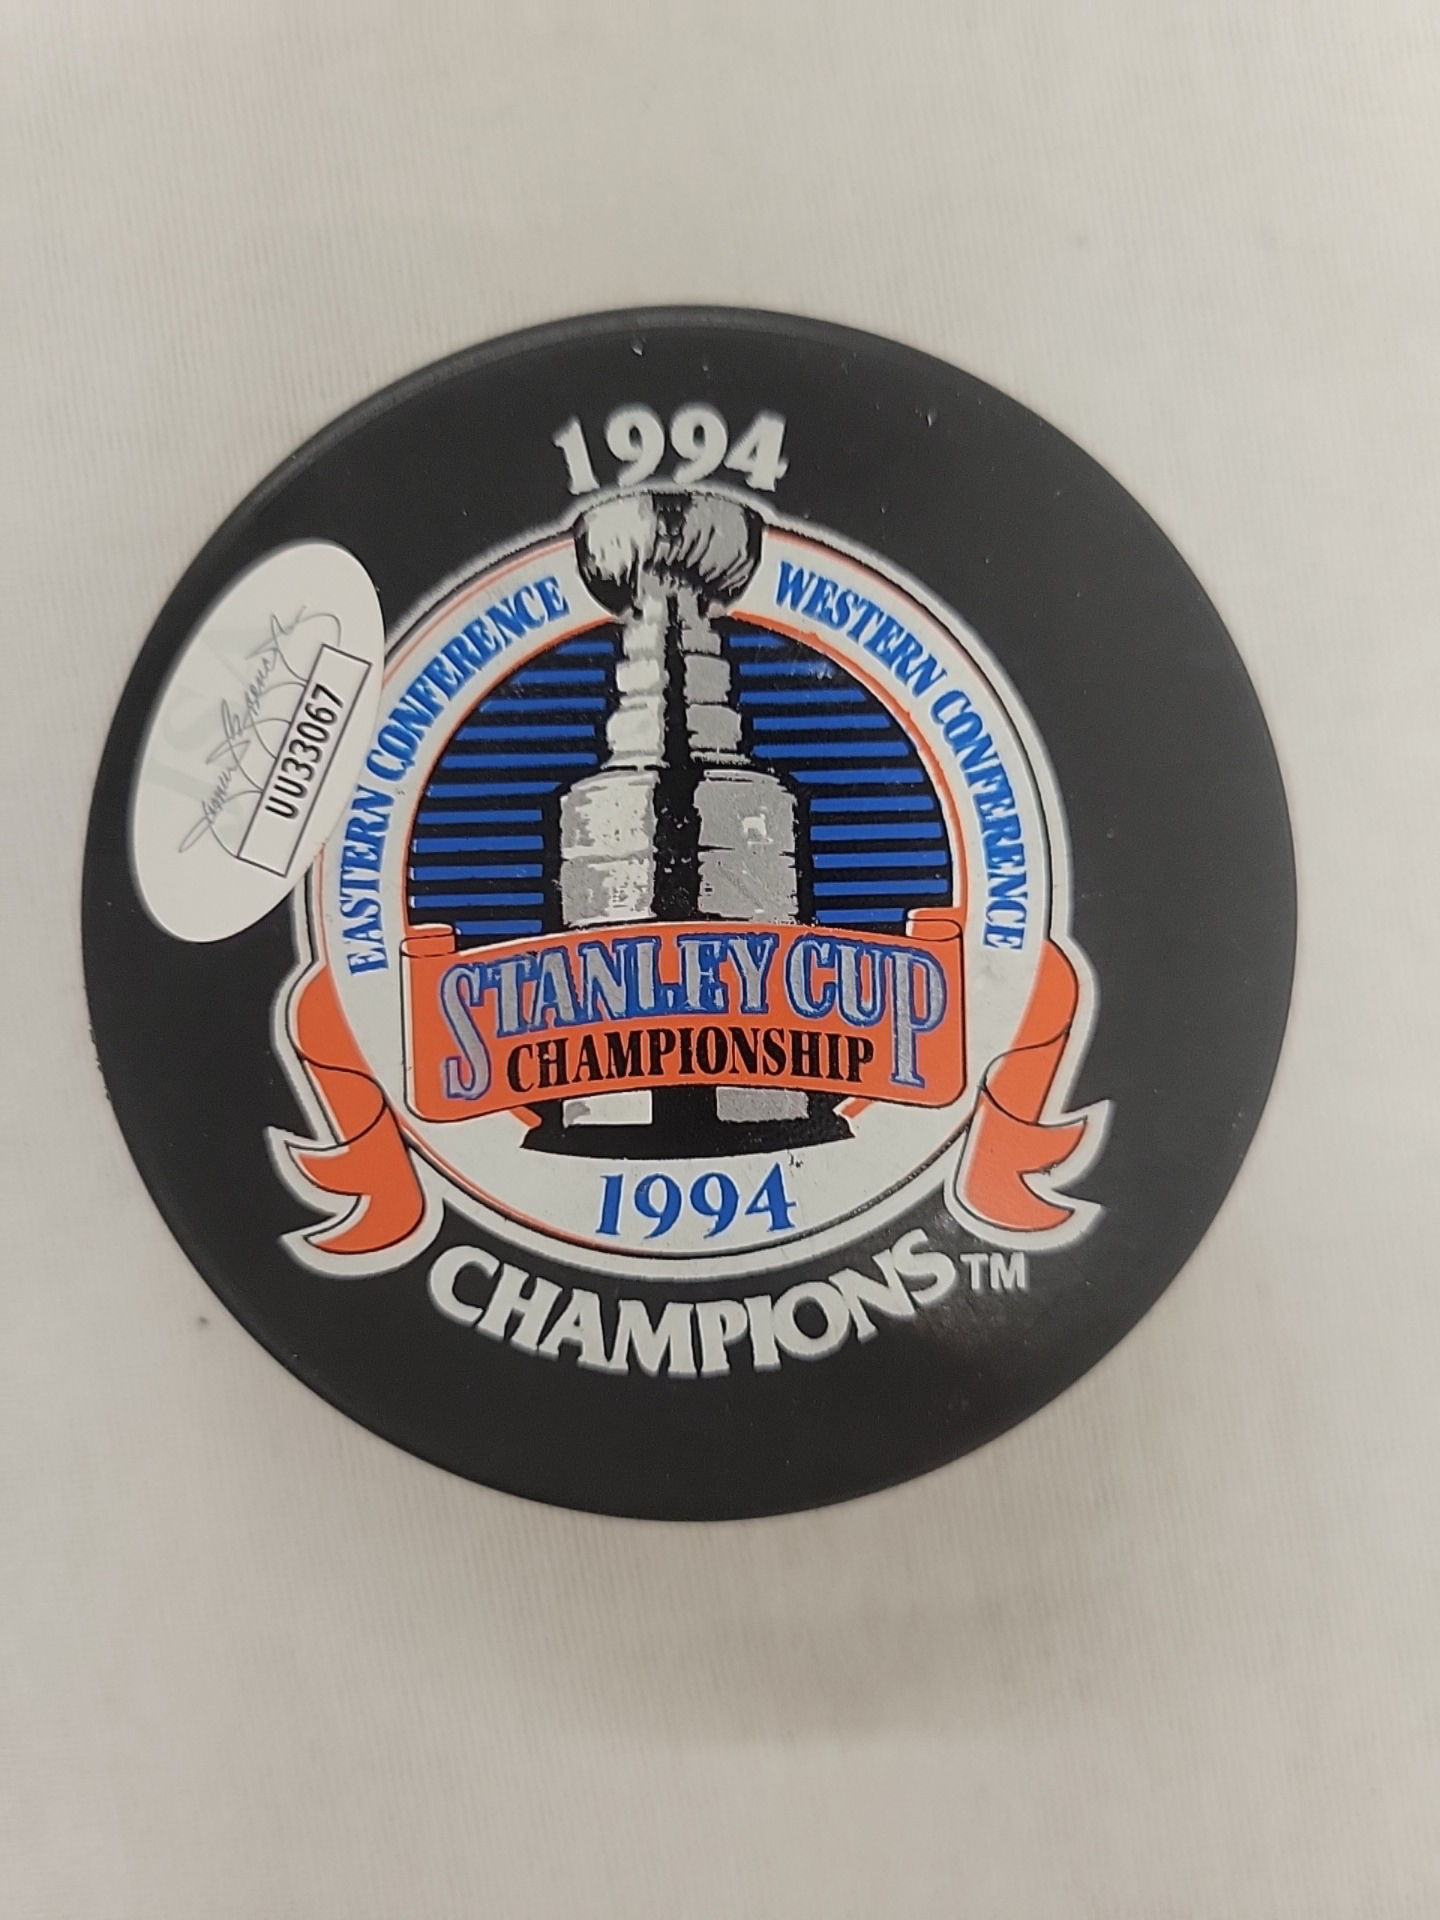 1994
EASTERN CONFERENCE
WESTERN CONFERENCE
UU33067
STANLEY CUP
CHAMPIONSHIP
1994
CHAMPIONS™